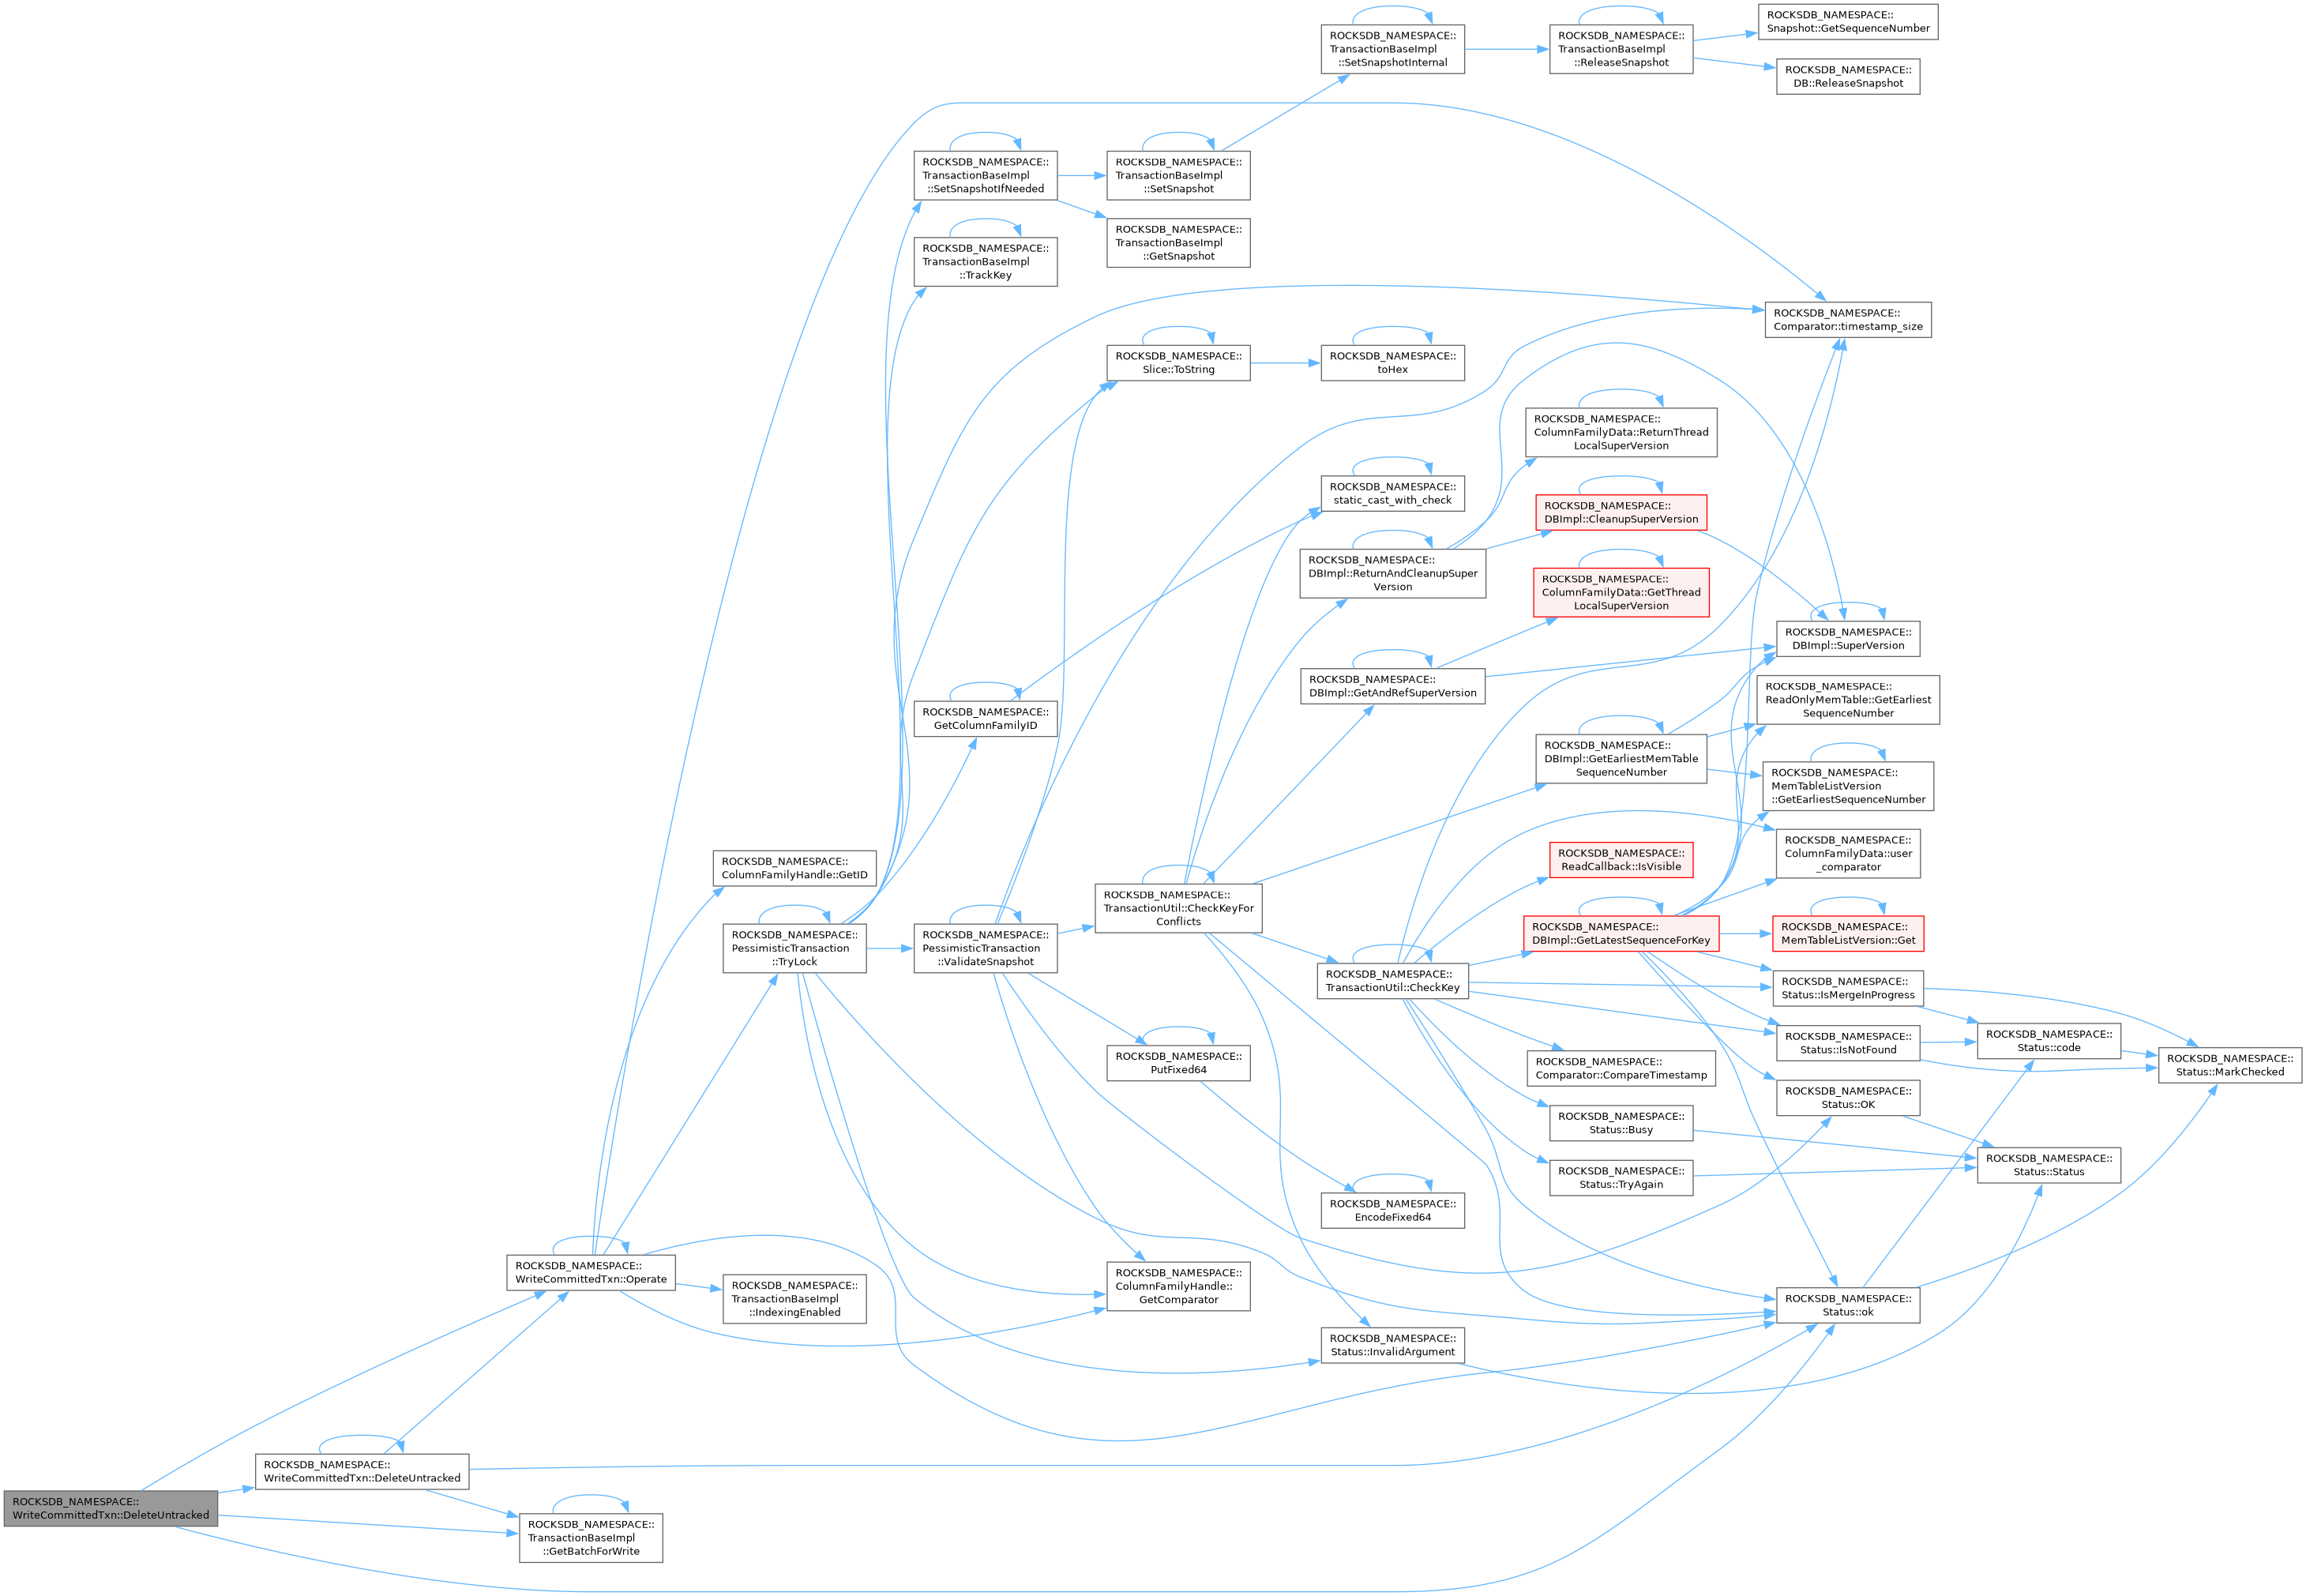 ROCKSDB_NAMESPACE::
WriteCommittedTxn::DeleteUntracked
ROCKSDB_NAMESPACE::
WriteCommittedTxn::DeleteUntracked
ROCKSDB_NAMESPACE::
TransactionBaseImpl
::GetBatchForWrite
ROCKSDB_NAMESPACE::
WriteCommittedTxn::Operate
ROCKSDB_NAMESPACE::
ColumnFamilyHandle::GetID
ROCKSDB_NAMESPACE::
PessimisticTransaction
::TryLock
ROCKSDB_NAMESPACE::
TransactionBaseImpl
::IndexingEnabled
ROCKSDB_NAMESPACE::
TransactionBaseImpl
::SetSnapshotIfNeeded
ROCKSDB_NAMESPACE::
TransactionBaseImpl
::TrackKey
ROCKSDB_NAMESPACE::
GetColumnFamilyID
ROCKSDB_NAMESPACE::
PessimisticTransaction
::ValidateSnapshot
ROCKSDB_NAMESPACE::
TransactionBaseImpl
::SetSnapshot
ROCKSDB_NAMESPACE::
TransactionBaseImpl
::GetSnapshot
ROCKSDB_NAMESPACE::
Slice::ToString
ROCKSDB_NAMESPACE::
TransactionUtil::CheckKeyFor
Conflicts
ROCKSDB_NAMESPACE::
PutFixed64
ROCKSDB_NAMESPACE::
ColumnFamilyHandle::
GetComparator
ROCKSDB_NAMESPACE::
TransactionBaseImpl
::SetSnapshotInternal
ROCKSDB_NAMESPACE::
toHex
ROCKSDB_NAMESPACE::
static_cast_with_check
ROCKSDB_NAMESPACE::
DBImpl::ReturnAndCleanupSuper
Version
ROCKSDB_NAMESPACE::
DBImpl::GetAndRefSuperVersion
ROCKSDB_NAMESPACE::
TransactionUtil::CheckKey
ROCKSDB_NAMESPACE::
EncodeFixed64
ROCKSDB_NAMESPACE::
Status::InvalidArgument
ROCKSDB_NAMESPACE::
TransactionBaseImpl
::ReleaseSnapshot
ROCKSDB_NAMESPACE::
ColumnFamilyData::ReturnThread
LocalSuperVersion
ROCKSDB_NAMESPACE::
DBImpl::CleanupSuperVersion
ROCKSDB_NAMESPACE::
ColumnFamilyData::GetThread
LocalSuperVersion
ROCKSDB_NAMESPACE::
DBImpl::GetEarliestMemTable
SequenceNumber
ROCKSDB_NAMESPACE::
ReadCallback::IsVisible
ROCKSDB_NAMESPACE::
DBImpl::GetLatestSequenceForKey
ROCKSDB_NAMESPACE::
Comparator::CompareTimestamp
ROCKSDB_NAMESPACE::
Status::Busy
ROCKSDB_NAMESPACE::
Status::TryAgain
ROCKSDB_NAMESPACE::
Snapshot::GetSequenceNumber
ROCKSDB_NAMESPACE::
DB::ReleaseSnapshot
ROCKSDB_NAMESPACE::
Comparator::timestamp_size
ROCKSDB_NAMESPACE::
DBImpl::SuperVersion
ROCKSDB_NAMESPACE::
ReadOnlyMemTable::GetEarliest
SequenceNumber
ROCKSDB_NAMESPACE::
MemTableListVersion
::GetEarliestSequenceNumber
ROCKSDB_NAMESPACE::
ColumnFamilyData::user
_comparator
ROCKSDB_NAMESPACE::
MemTableListVersion::Get
ROCKSDB_NAMESPACE::
Status::IsMergeInProgress
ROCKSDB_NAMESPACE::
Status::IsNotFound
ROCKSDB_NAMESPACE::
Status::OK
ROCKSDB_NAMESPACE::
Status::ok
ROCKSDB_NAMESPACE::
Status::code
ROCKSDB_NAMESPACE::
Status::Status
ROCKSDB_NAMESPACE::
Status::MarkChecked